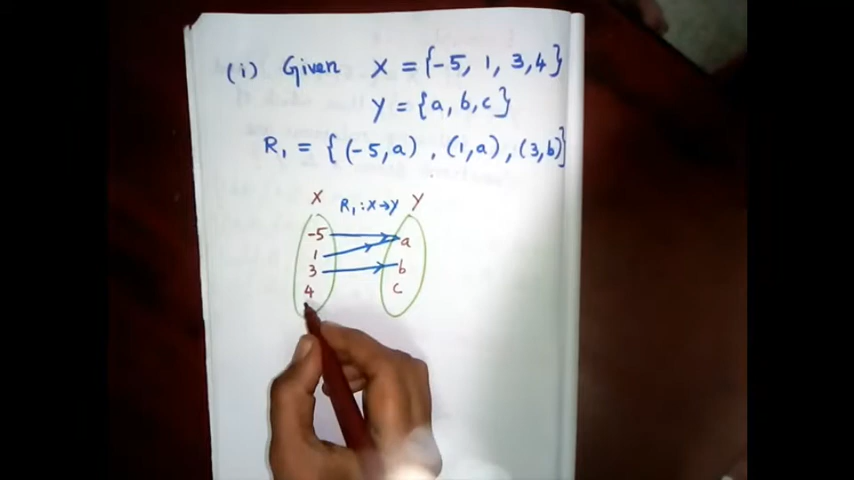 (i) Given X = {-5, 1, 3, 4}
Y = {a, b, c}
R₁ = { (-5, a) , (1, a) , (3, b)}
X R₁ : X → Y Y
-5 a
1
3 b
4 c